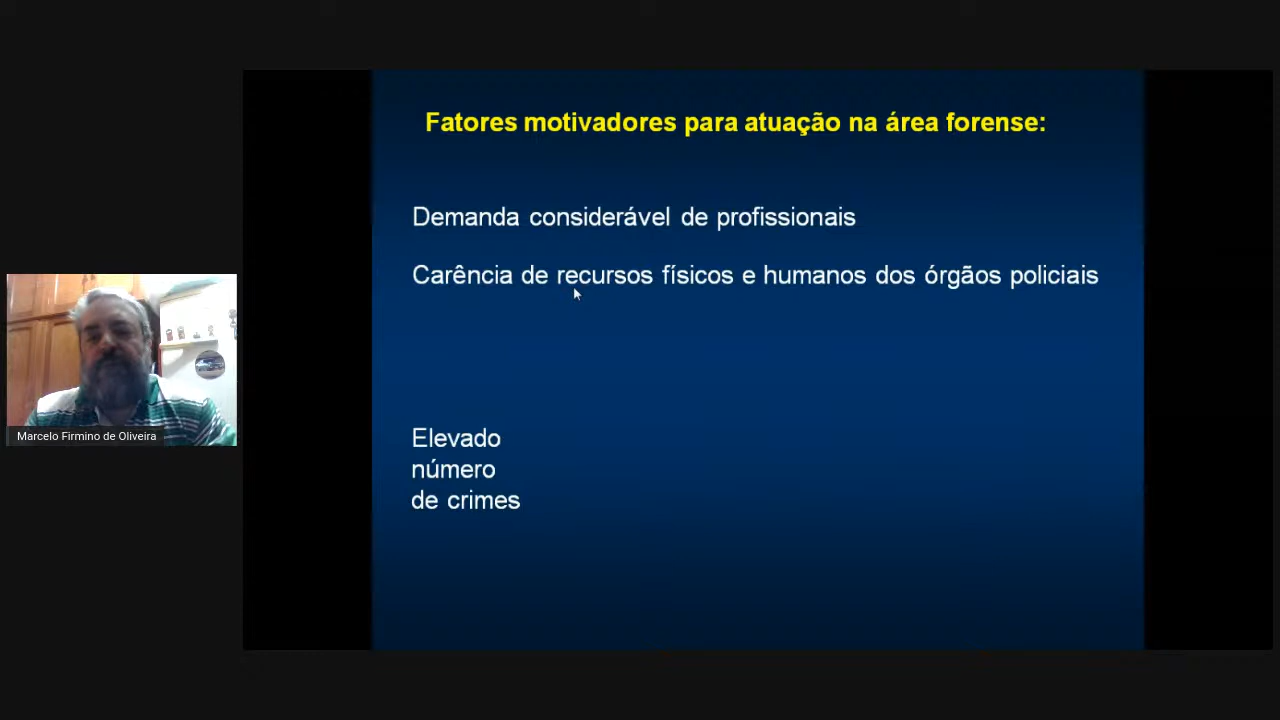 Fatores motivadores para atuação na área forense:
Demanda considerável de profissionais
Carência de recursos físicos e humanos dos órgãos policiais
Elevado
número
de crimes
Marcelo Firmino de Oliveira